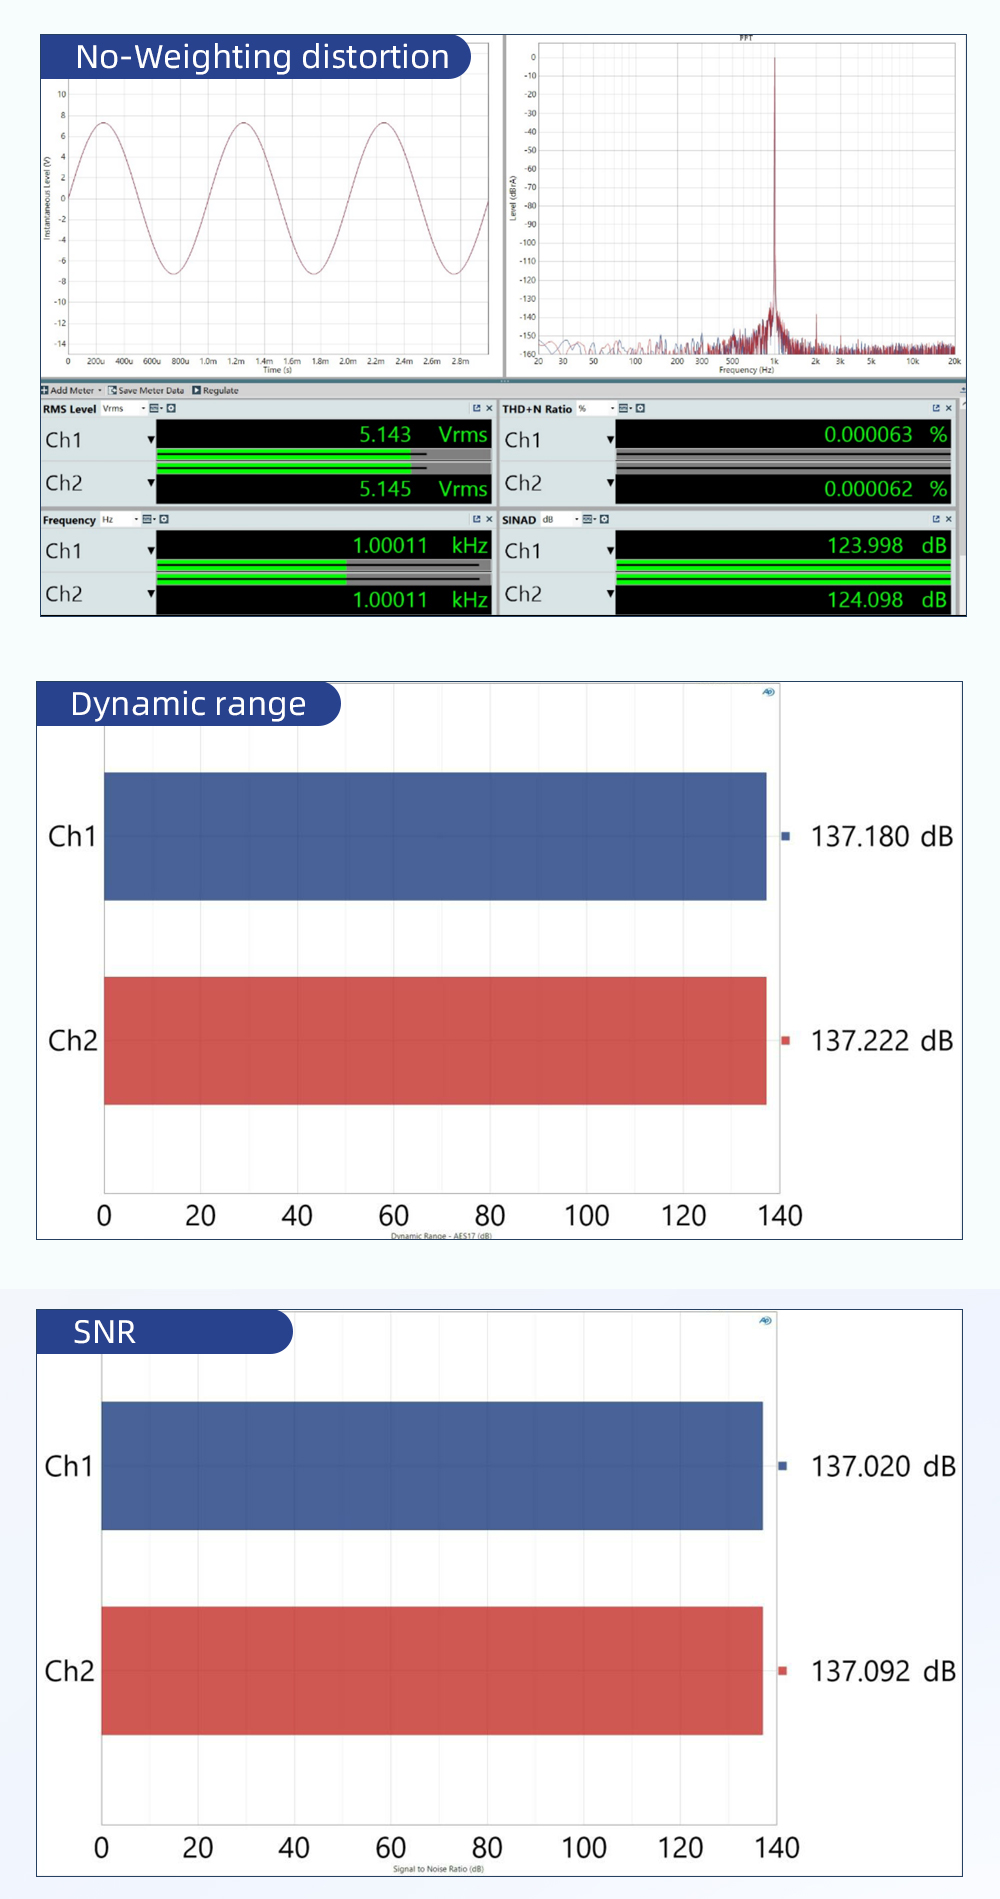 No-Weighting distortion
FFT
Instantaneous Level (V)
10
8
6
4
2
0
-2
-4
-6
-8
-10
-12
-14
0 200u 400u 600u 800u 1.0m 1.2m 1.4m 1.6m 1.8m 2.0m 2.2m 2.4m 2.6m 2.8m
Time (s)
Level (dBrA)
0
-10
-20
-30
-40
-50
-60
-70
-80
-90
-100
-110
-120
-130
-140
-150
-160
20 30 50 100 200 300 500 1k 2k 3k 5k 10k 20k
Frequency (Hz)
Add Meter Save Meter Data Regulate
RMS Level Vrms
Ch1 5.143 Vrms
Ch2 5.145 Vrms
THD+N Ratio %
Ch1 0.000063 %
Ch2 0.000062 %
Frequency Hz
Ch1 1.00011 kHz
Ch2 1.00011 kHz
SINAD dB
Ch1 123.998 dB
Ch2 124.098 dB
Dynamic range
Ch1 137.180 dB
Ch2 137.222 dB
0 20 40 60 80 100 120 140
Dynamic Range - AES17 (dB)
SNR
Ch1 137.020 dB
Ch2 137.092 dB
0 20 40 60 80 100 120 140
Signal to Noise Ratio (dB)